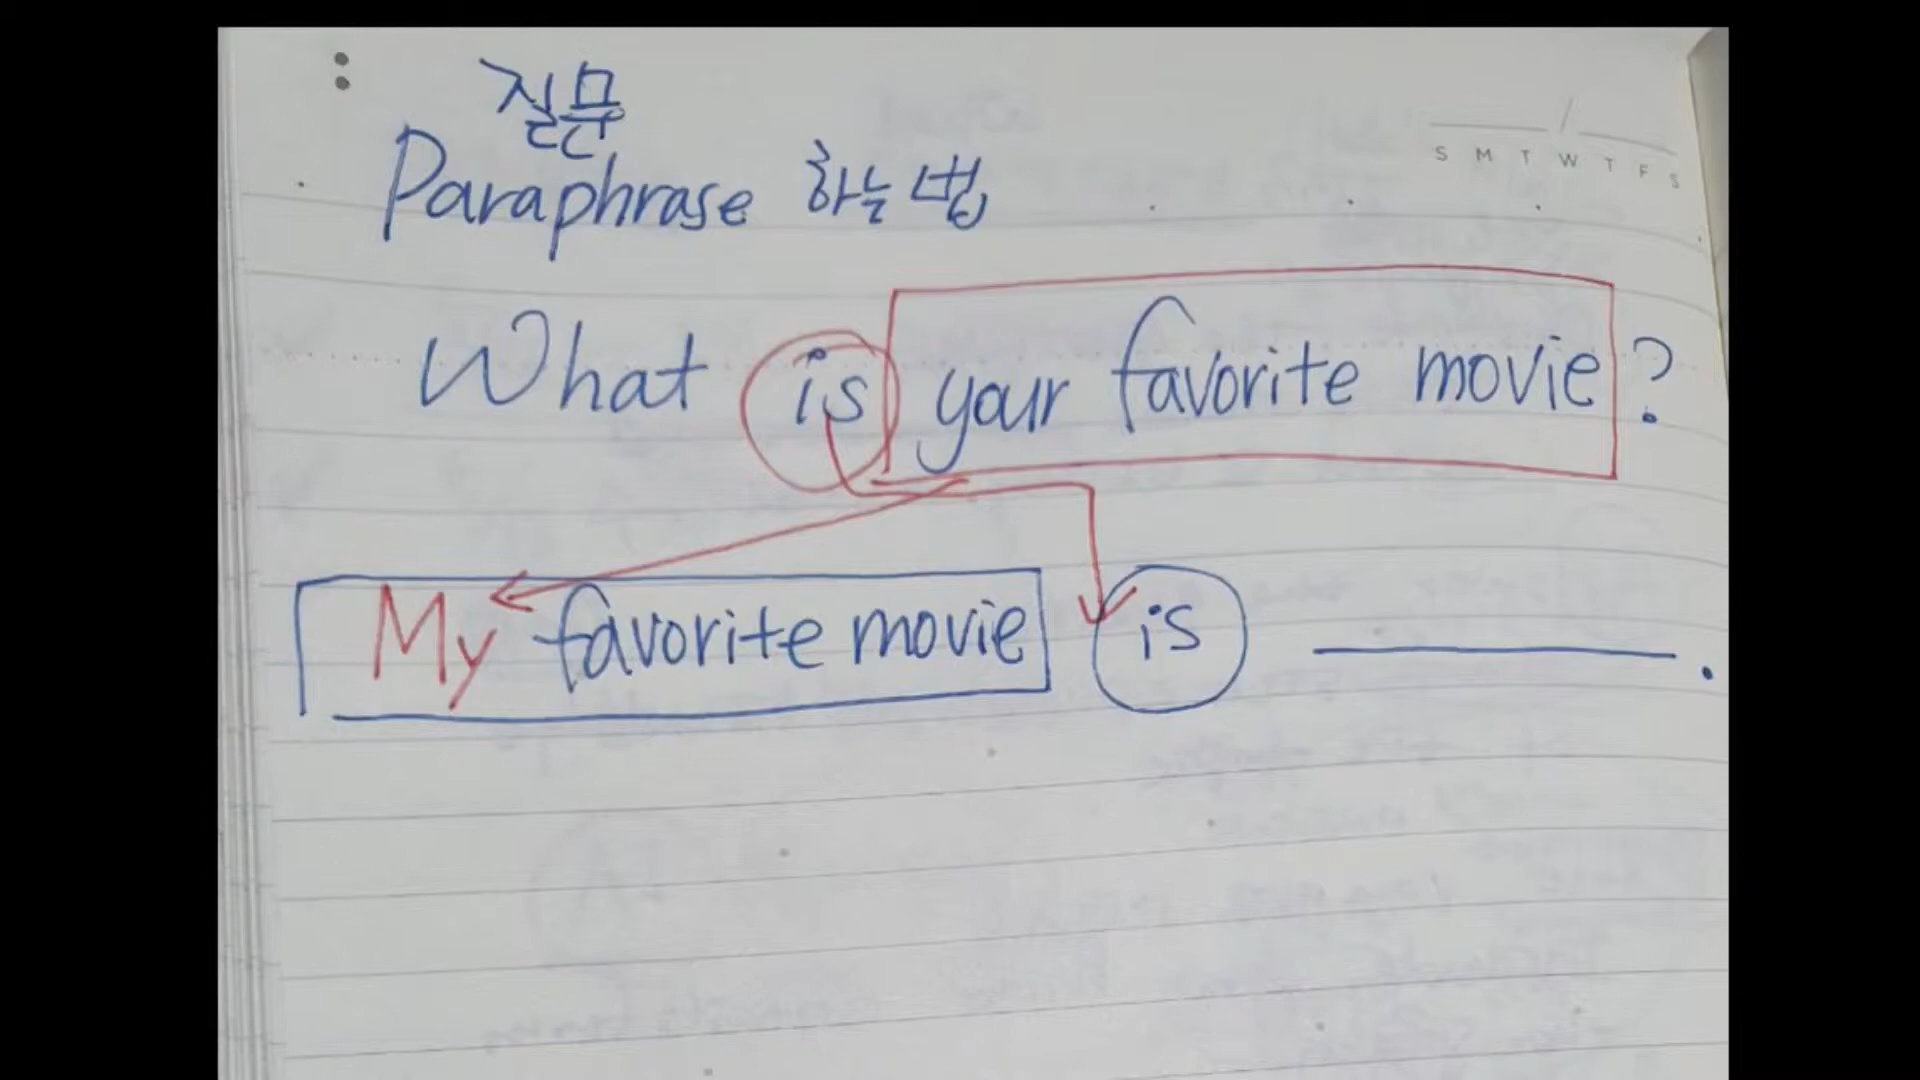 질문
Paraphrase 하는 법
S M T W T F S
What is your favorite movie?
My favorite movie is ______.